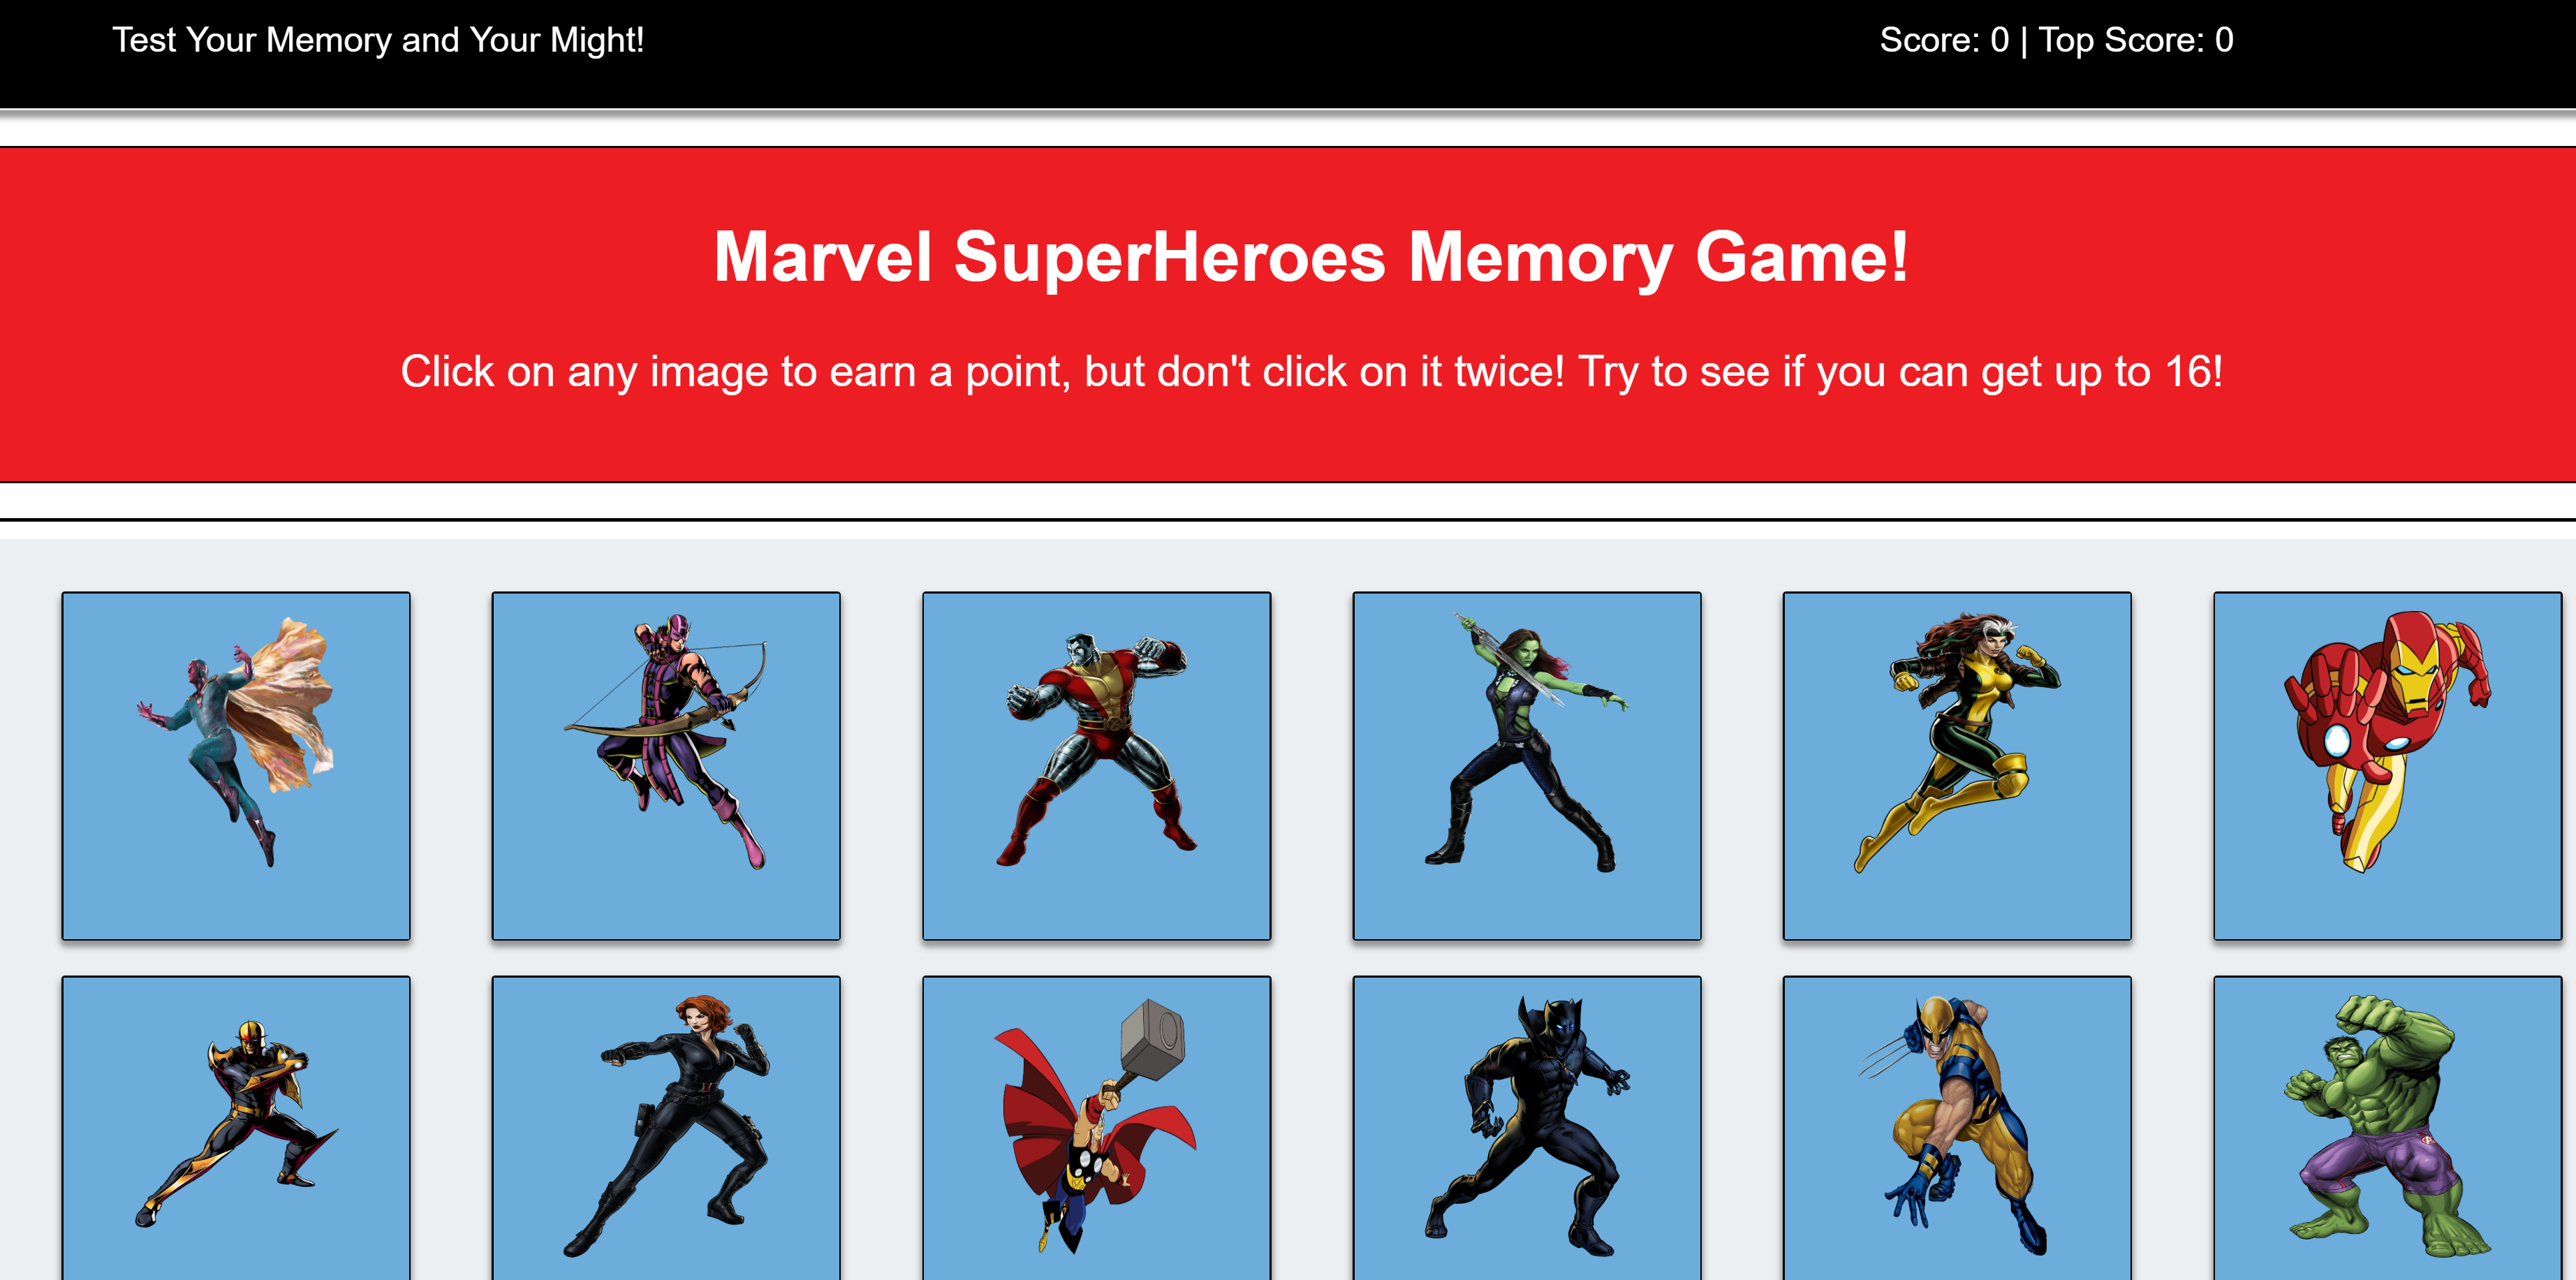 Test Your Memory and Your Might!
Score: 0 | Top Score: 0
Marvel SuperHeroes Memory Game!
Click on any image to earn a point, but don't click on it twice! Try to see if you can get up to 16!